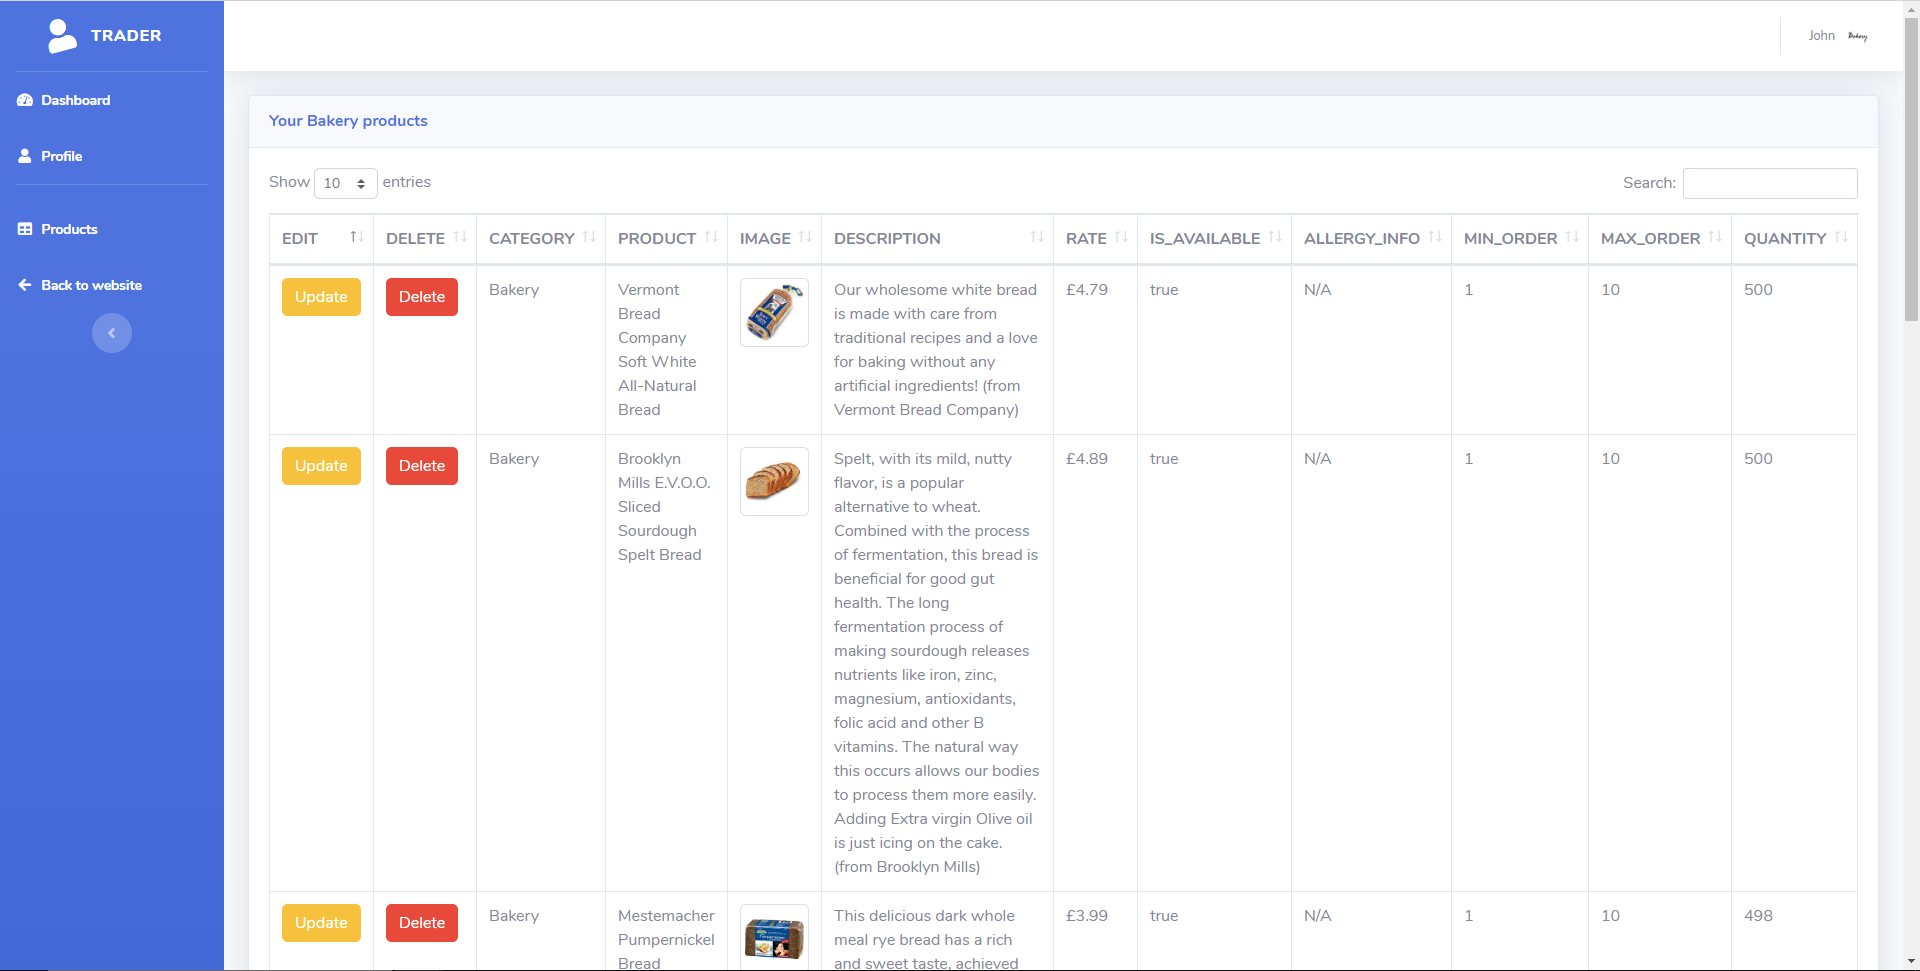 TRADER
John Bakery
Dashboard
Profile
Products
Back to website
Your Bakery products
Show 10 entries
Search:
EDIT DELETE CATEGORY PRODUCT IMAGE DESCRIPTION RATE IS_AVAILABLE ALLERGY_INFO MIN_ORDER MAX_ORDER QUANTITY
Update Delete Bakery Vermont Our wholesome white bread £4.79 true N/A 1 10 500
Bread is made with care from
Company traditional recipes and a love
Soft White for baking without any
All-Natural artificial ingredients! (from
Bread Vermont Bread Company)
Update Delete Bakery Brooklyn Spelt, with its mild, nutty £4.89 true N/A 1 10 500
Mills E.V.O.O. flavor, is a popular
Sliced alternative to wheat.
Sourdough Combined with the process
Spelt Bread of fermentation, this bread is
beneficial for good gut
health. The long
fermentation process of
making sourdough releases
nutrients like iron, zinc,
magnesium, antioxidants,
folic acid and other B
vitamins. The natural way
this occurs allows our bodies
to process them more easily.
Adding Extra virgin Olive oil
is just icing on the cake.
(from Brooklyn Mills)
Update Delete Bakery Mestemacher This delicious dark whole £3.99 true N/A 1 10 498
Pumpernickel meal rye bread has a rich
Bread and sweet taste, achieved